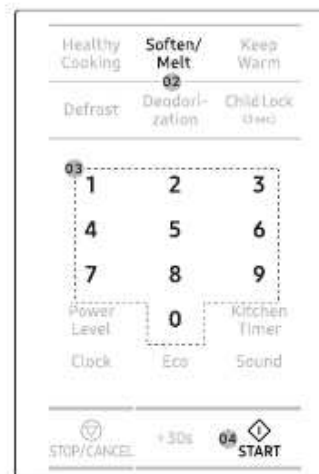 Healthy Cooking
Soften/ Melt
Keep Warm
02
Defrost
Deodori- zation
Child Lock (3 sec)
03
1 2 3
4 5 6
7 8 9
Power Level
0
Kitchen Timer
Clock Eco Sound
STOP/CANCEL
+30s
04
START